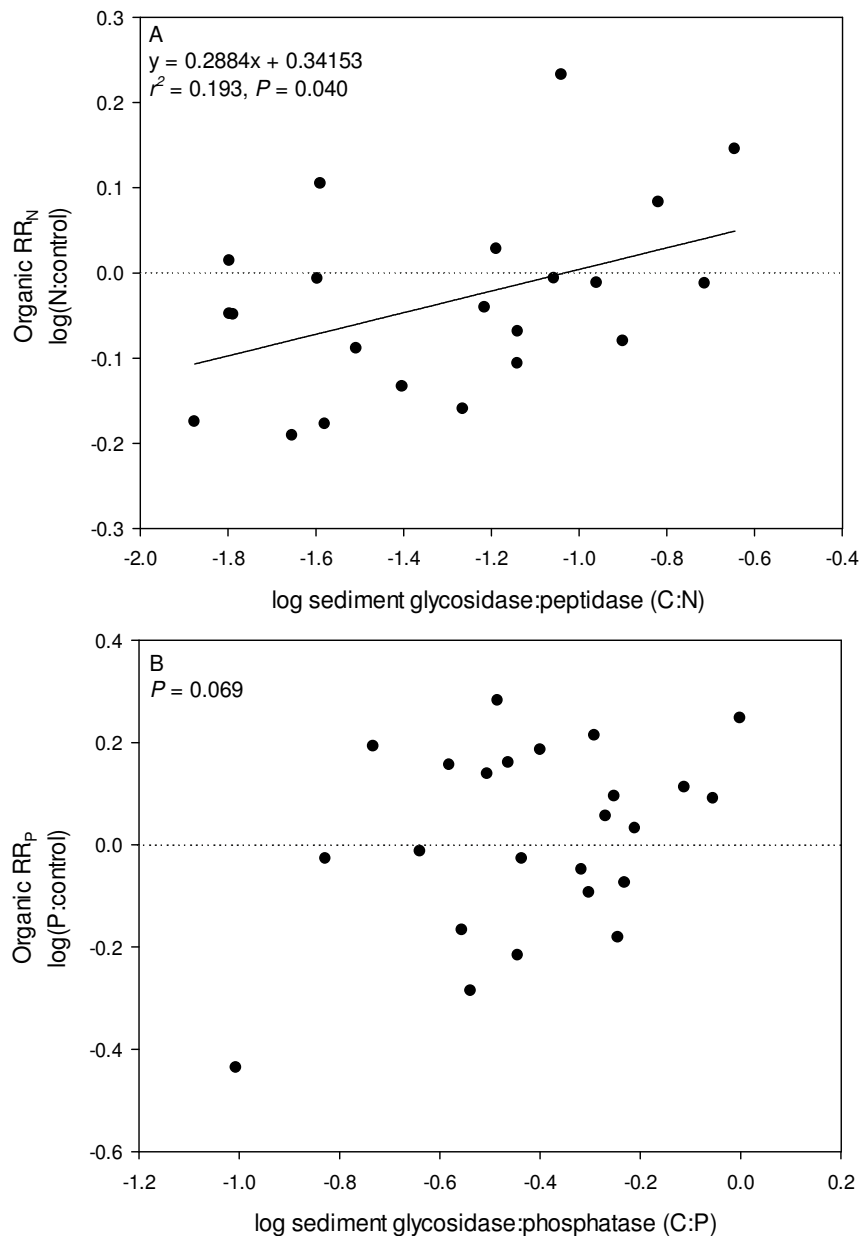 A
y = 0.2884x + 0.34153
r² = 0.193, P = 0.040
0.3
0.2
0.1
0.0
-0.1
-0.2
-0.3
Organic RR_N
log(N:control)
-2.0 -1.8 -1.6 -1.4 -1.2 -1.0 -0.8 -0.6 -0.4
log sediment glycosidase:peptidase (C:N)
B
P = 0.069
0.4
0.2
0.0
-0.2
-0.4
-0.6
Organic RR_P
log(P:control)
-1.2 -1.0 -0.8 -0.6 -0.4 -0.2 0.0 0.2
log sediment glycosidase:phosphatase (C:P)